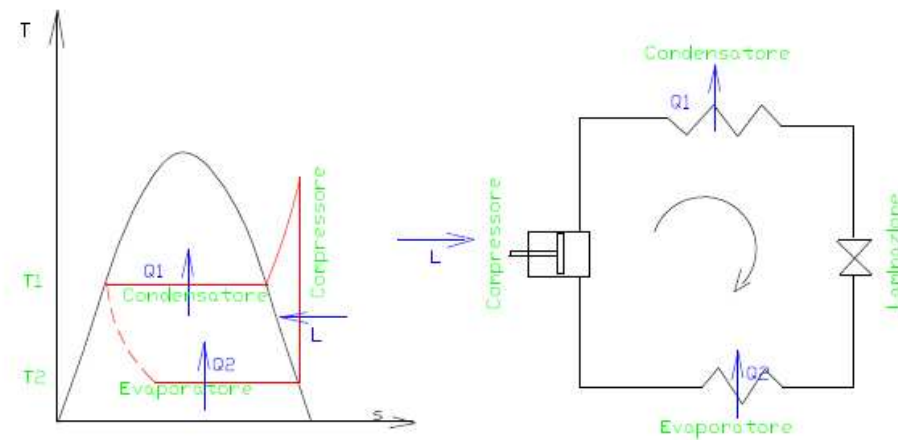 T
T1
T2
Q1
Condensatore
Compressore
L
Q2
Evaporatore
s
Condensatore
Q1
Compressore
L
Laminazione
Q2
Evaporatore